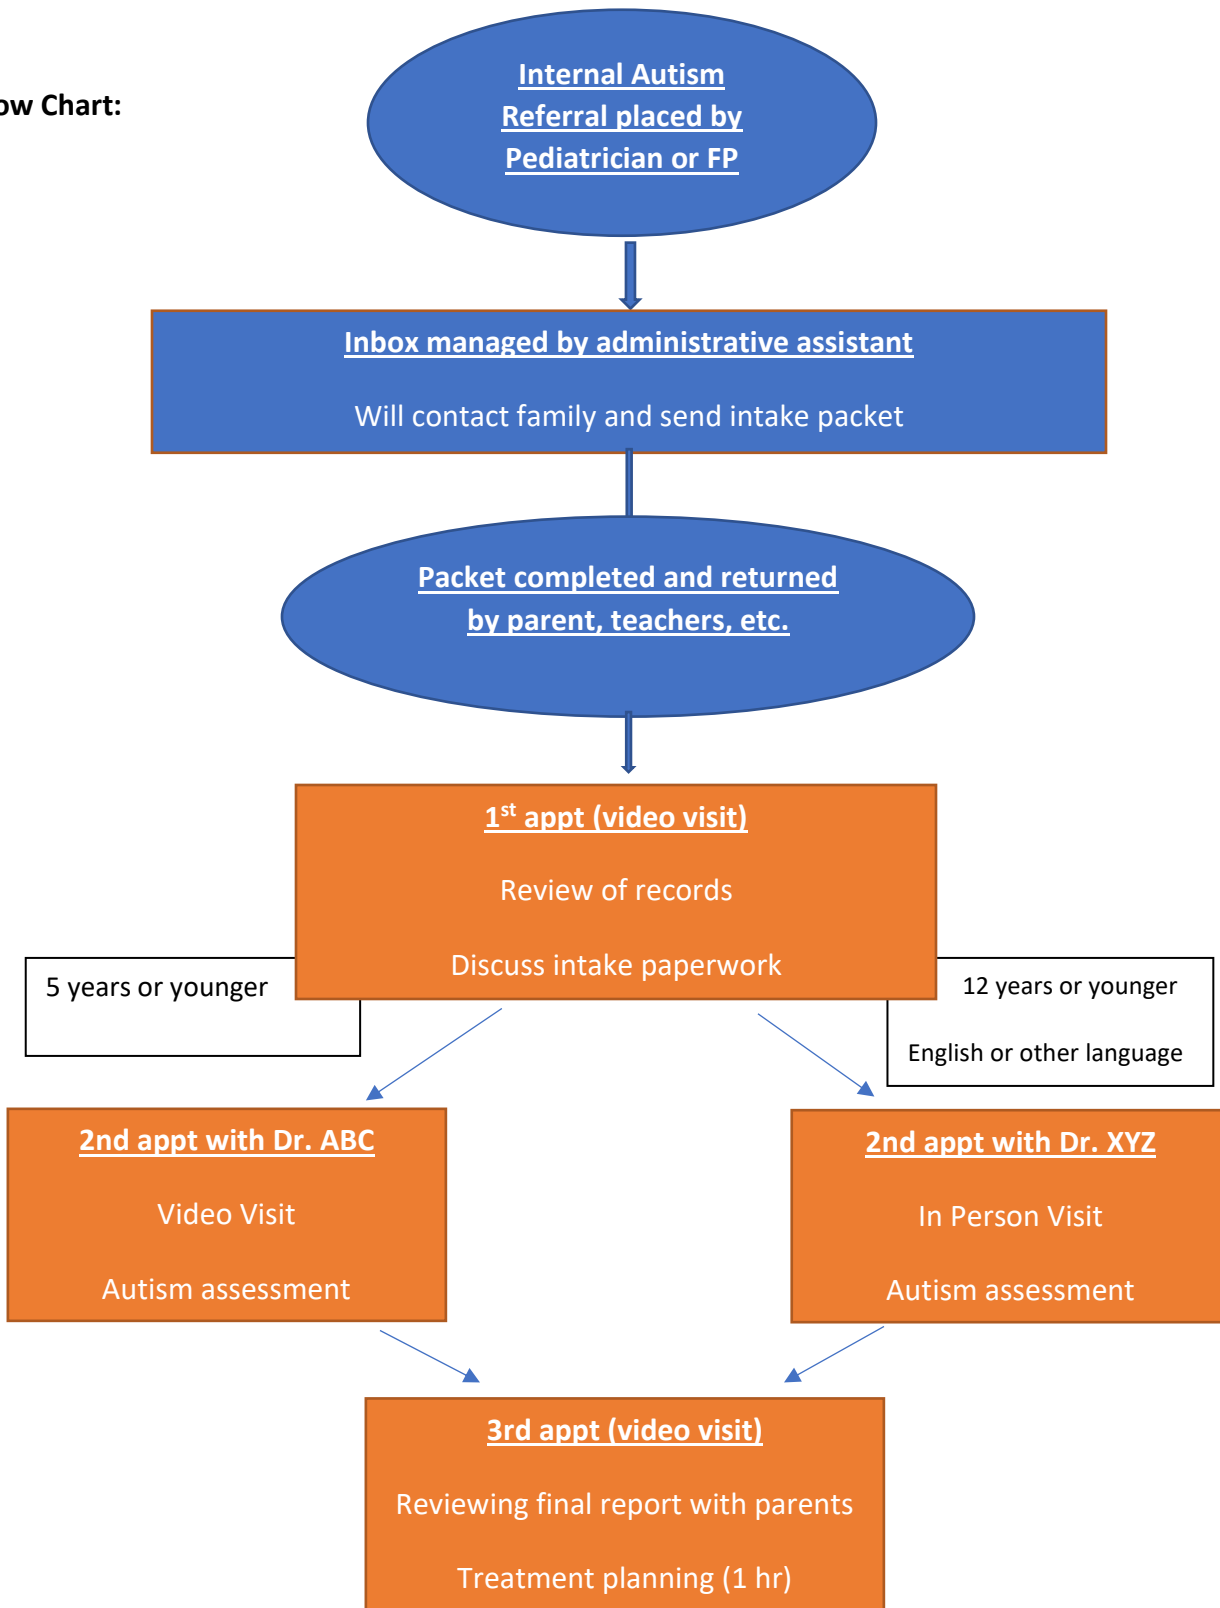 ow Chart:
Internal Autism
Referral placed by
Pediatrician or FP
Inbox managed by administrative assistant
Will contact family and send intake packet
Packet completed and returned
by parent, teachers, etc.
1st appt (video visit)
Review of records
Discuss intake paperwork
5 years or younger
12 years or younger
English or other language
2nd appt with Dr. ABC
Video Visit
Autism assessment
2nd appt with Dr. XYZ
In Person Visit
Autism assessment
3rd appt (video visit)
Reviewing final report with parents
Treatment planning (1 hr)